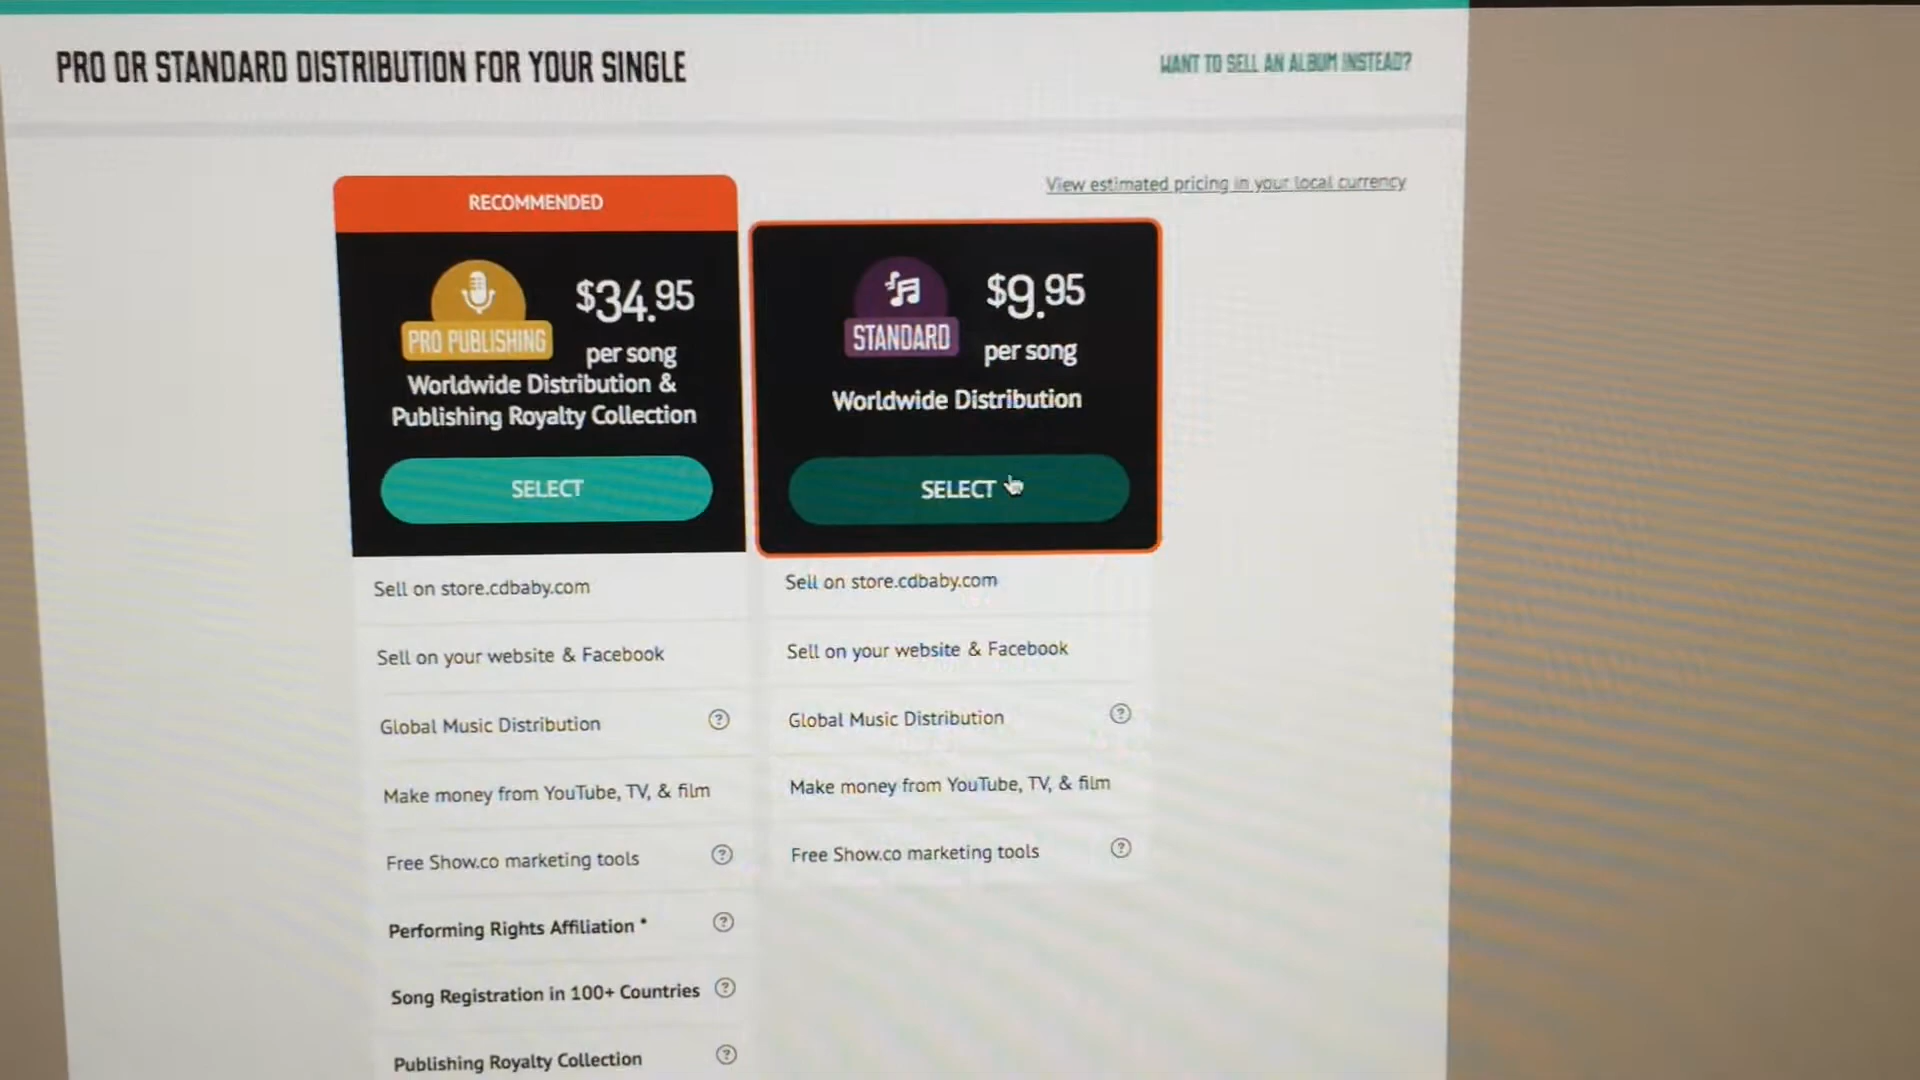 PRO OR STANDARD DISTRIBUTION FOR YOUR SINGLE
WANT TO SELL AN ALBUM INSTEAD?
View estimated pricing in your local currency
RECOMMENDED
PRO PUBLISHING
$34.95
per song
Worldwide Distribution &
Publishing Royalty Collection
SELECT
Sell on store.cdbaby.com
Sell on your website & Facebook
Global Music Distribution ?
Make money from YouTube, TV, & film
Free Show.co marketing tools ?
Performing Rights Affiliation * ?
Song Registration in 100+ Countries ?
Publishing Royalty Collection ?
STANDARD
$9.95
per song
Worldwide Distribution
SELECT
Sell on store.cdbaby.com
Sell on your website & Facebook
Global Music Distribution ?
Make money from YouTube, TV, & film
Free Show.co marketing tools ?